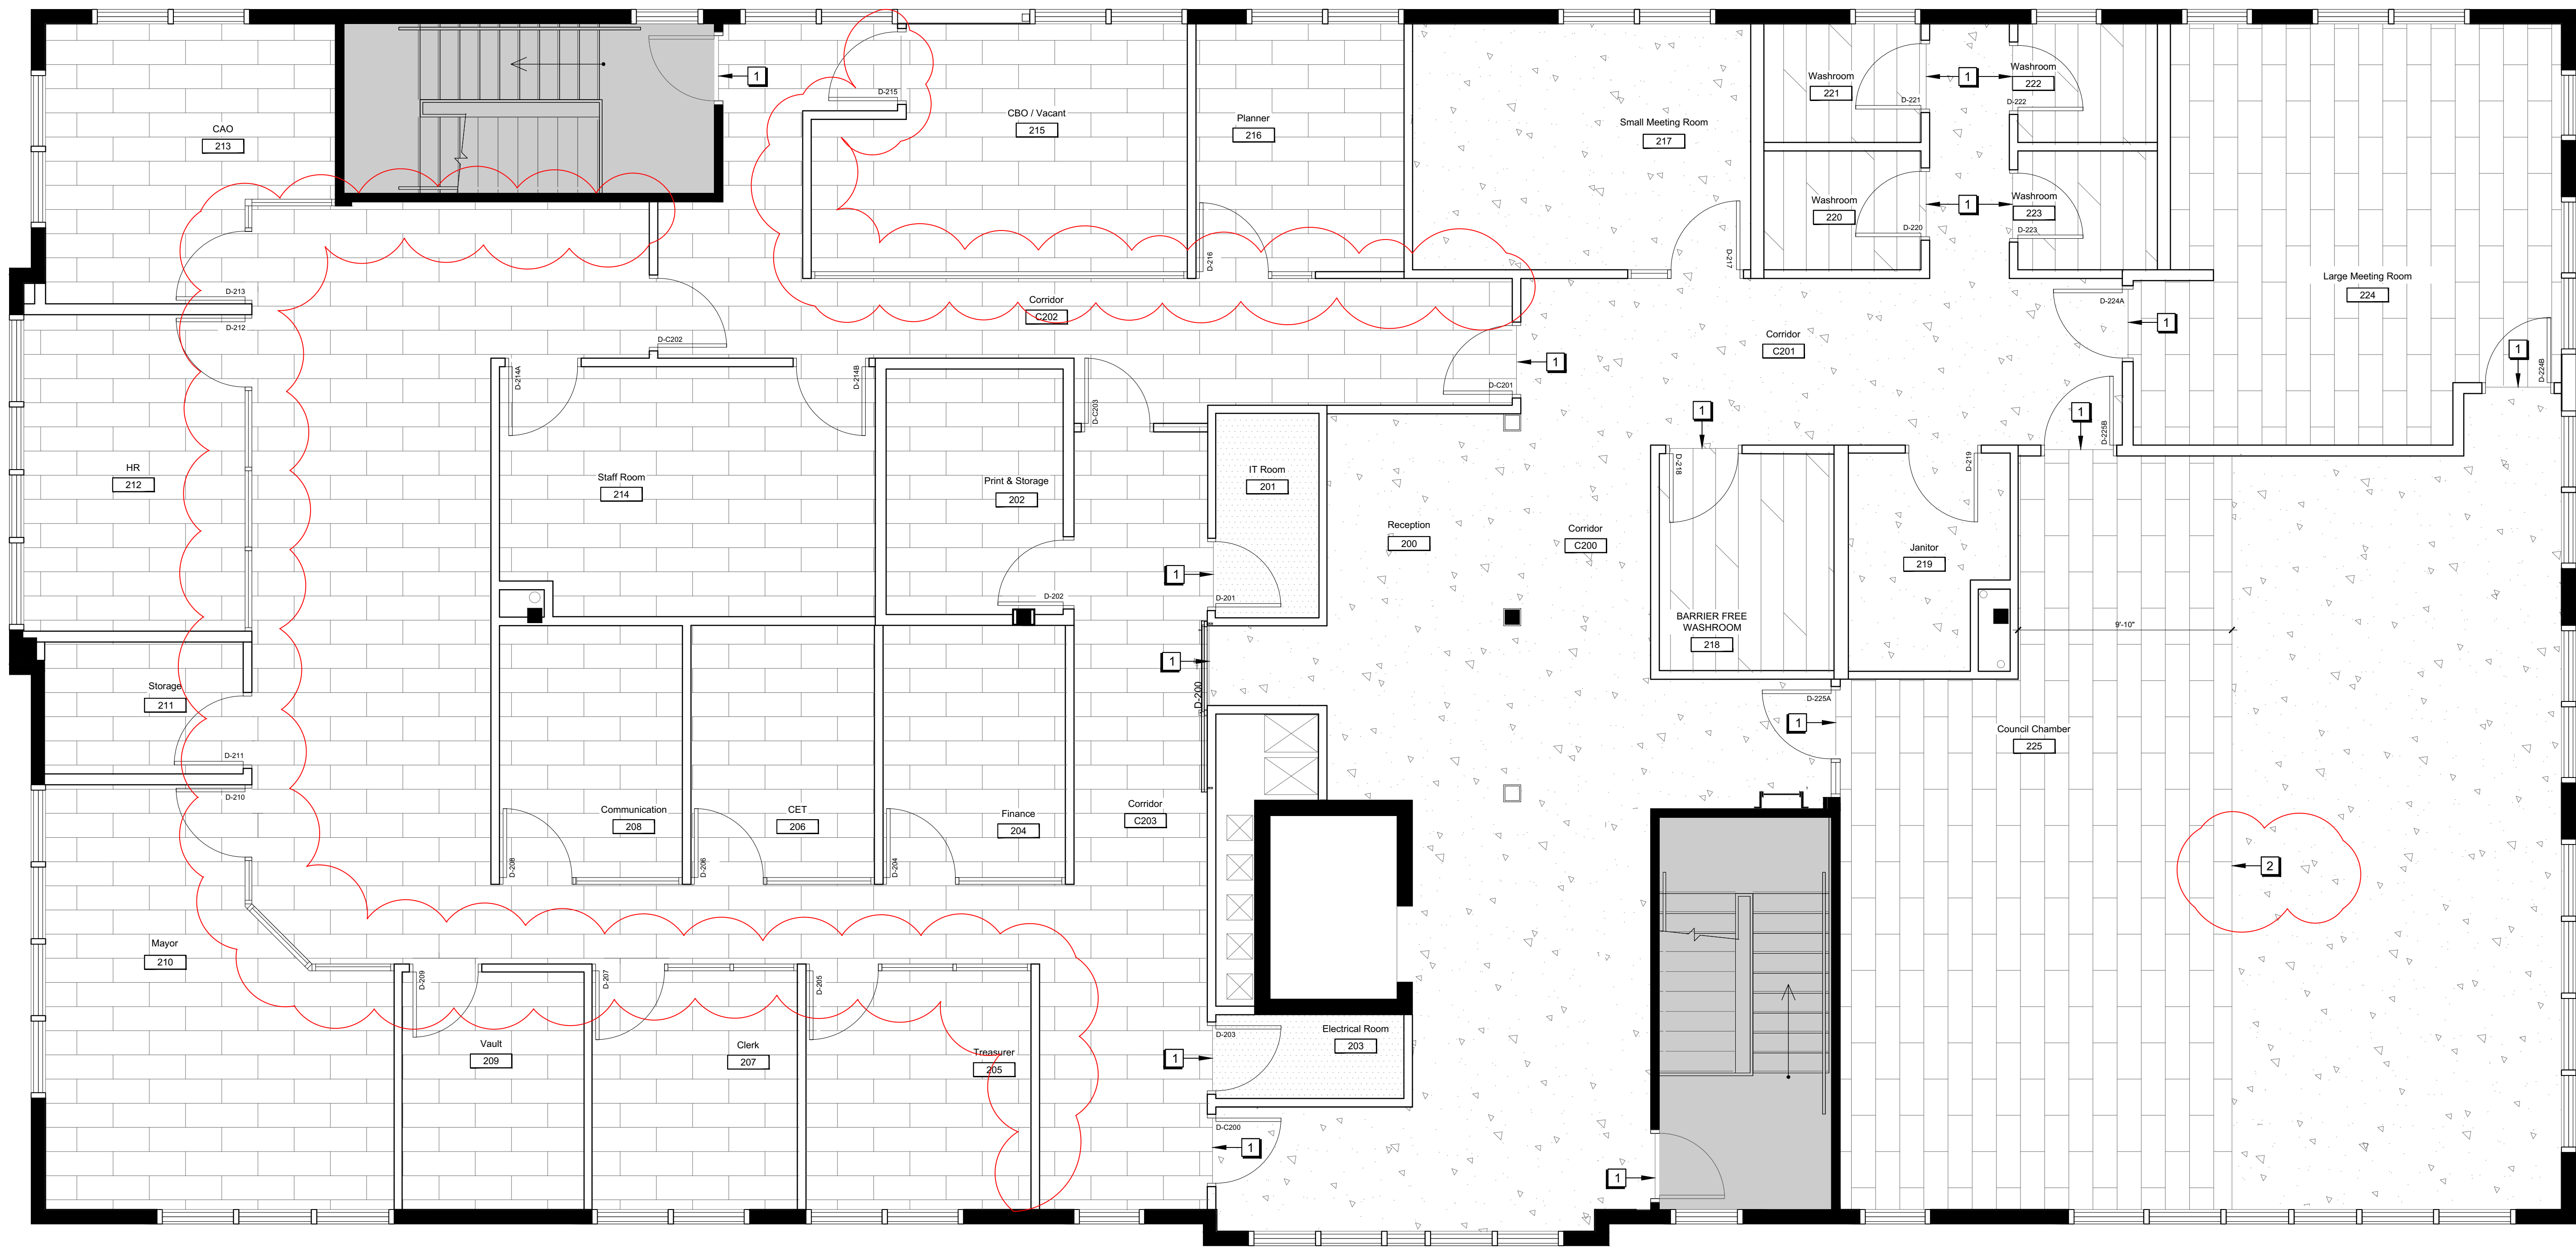 CAO
213
D-213
D-212
HR
212
Storage
211
D-211
D-210
Mayor
210
1
D-215
CBO / Vacant
215
Planner
216
D-216
Corridor
C202
D-C202
D-214A
D-214B
Staff Room
214
Print & Storage
202
D-202
D-C203
Communication
208
D-208
CET
206
D-206
Finance
204
D-204
Corridor
C203
D-209
Vault
209
D-207
Clerk
207
D-205
Treasurer
205
Small Meeting Room
217
D-217
Washroom
221
D-221
1
Washroom
222
D-222
Washroom
220
D-220
1
Washroom
223
D-223
Large Meeting Room
224
D-224A
1
1
D-224B
Corridor
C201
1
D-C201
IT Room
201
1
D-201
1
D-200
Reception
200
Corridor
C200
1
D-218
BARRIER FREE
WASHROOM
218
D-219
Janitor
219
1
D-225B
9'-10"
D-225A
1
Council Chamber
225
2
Electrical Room
203
D-203
1
D-C200
1
1